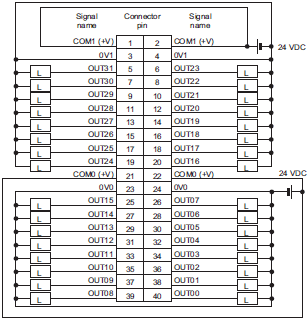 Signal name Connector pin Signal name
COM1 (+V) 1 2 COM1 (+V)
24 VDC
0V1 3 4 0V1
L OUT31 5 6 OUT23 L
L OUT30 7 8 OUT22 L
L OUT29 9 10 OUT21 L
L OUT28 11 12 OUT20 L
L OUT27 13 14 OUT19 L
L OUT26 15 16 OUT18 L
L OUT25 17 18 OUT17 L
L OUT24 19 20 OUT16 L
COM0 (+V) 21 22 COM0 (+V) 24 VDC
0V0 23 24 0V0
L OUT15 25 26 OUT07 L
L OUT14 27 28 OUT06 L
L OUT13 29 30 OUT05 L
L OUT12 31 32 OUT04 L
L OUT11 33 34 OUT03 L
L OUT10 35 36 OUT02 L
L OUT09 37 38 OUT01 L
L OUT08 39 40 OUT00 L